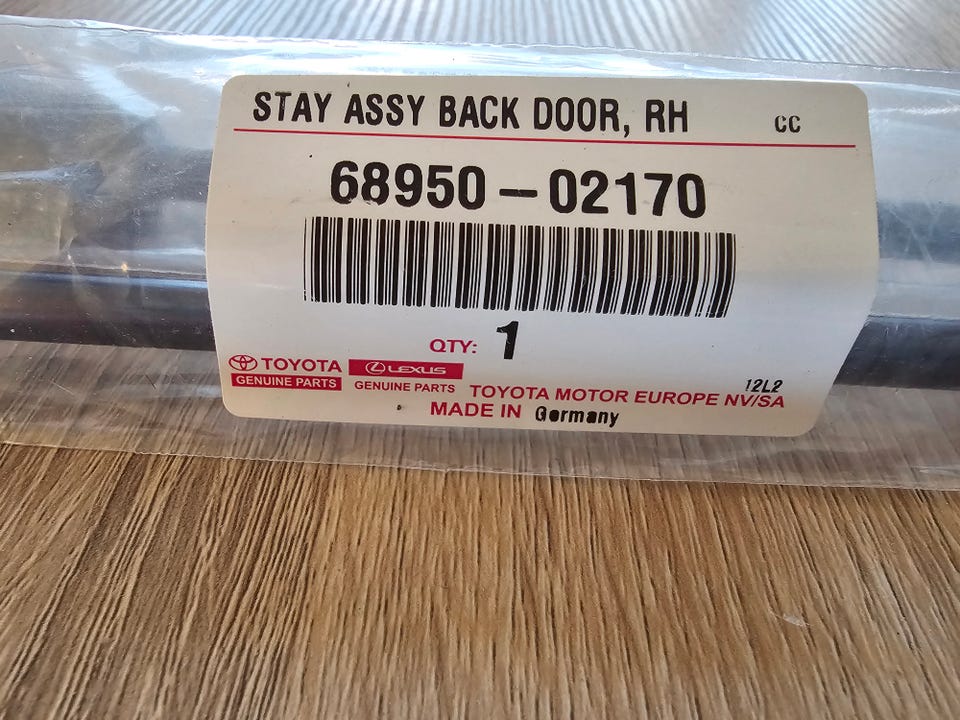 STAY ASSY BACK DOOR, RH CC
68950-02170
QTY: 1
TOYOTA LEXUS 12L2
GENUINE PARTS GENUINE PARTS TOYOTA MOTOR EUROPE NV/SA
MADE IN Germany